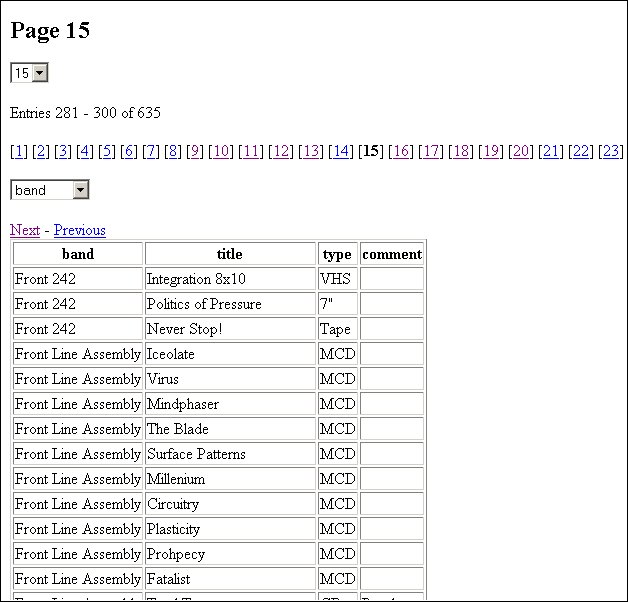 Page 15
15
Entries 281 - 300 of 635
[1] [2] [3] [4] [5] [6] [7] [8] [9] [10] [11] [12] [13] [14] [15] [16] [17] [18] [19] [20] [21] [22] [23]
band
Next - Previous
band title type comment
Front 242 Integration 8x10 VHS
Front 242 Politics of Pressure 7"
Front 242 Never Stop! Tape
Front Line Assembly Iceolate MCD
Front Line Assembly Virus MCD
Front Line Assembly Mindphaser MCD
Front Line Assembly The Blade MCD
Front Line Assembly Surface Patterns MCD
Front Line Assembly Millenium MCD
Front Line Assembly Circuitry MCD
Front Line Assembly Plasticity MCD
Front Line Assembly Prohpecy MCD
Front Line Assembly Fatalist MCD